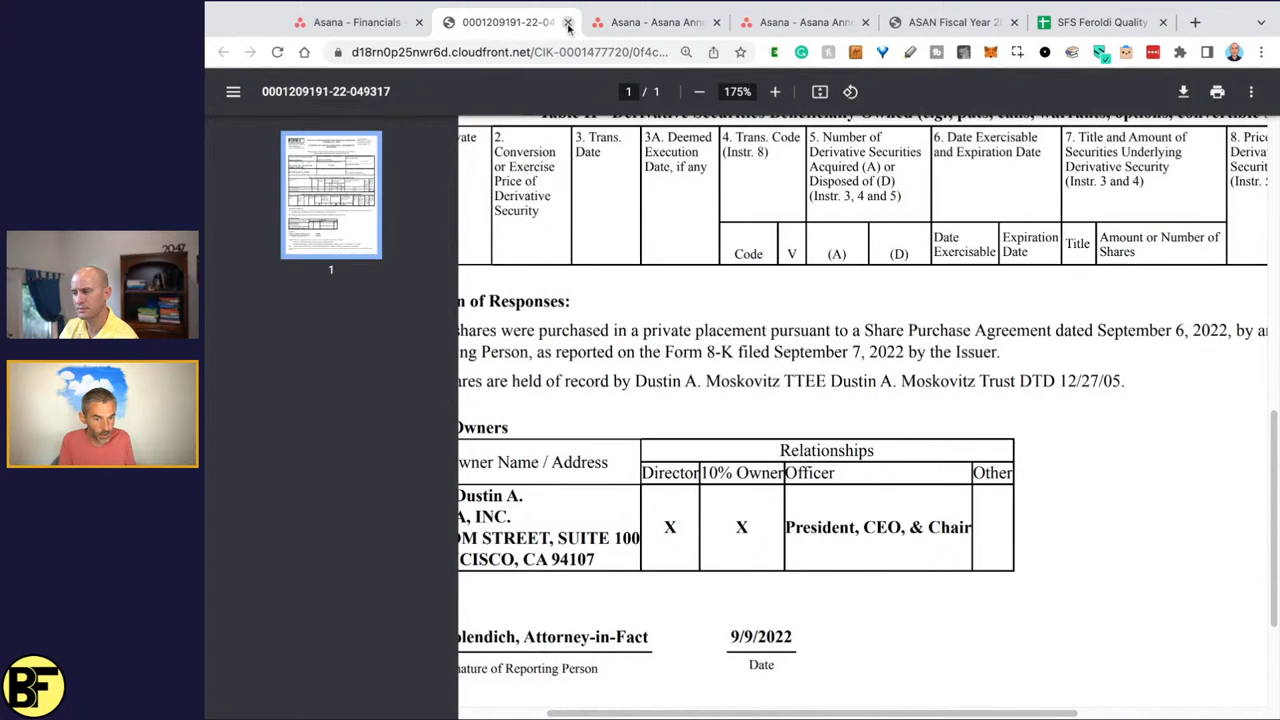 Asana - Financials
0001209191-22-04
Asana - Asana Anne
Asana - Asana Anne
ASAN Fiscal Year 2
SFS Feroldi Quality
d18rn0p25nwr6d.cloudfront.net/CIK-0001477720/0f4c...
0001209191-22-049317
1 / 1
175%
2. Conversion or Exercise Price of Derivative Security
3. Trans. Date
3A. Deemed Execution Date, if any
4. Trans. Code (Instr. 8)
5. Number of Derivative Securities Acquired (A) or Disposed of (D) (Instr. 3, 4 and 5)
6. Date Exercisable and Expiration Date
7. Title and Amount of Securities Underlying Derivative Security (Instr. 3 and 4)
Code
V
(A)
(D)
Date Exercisable
Expiration Date
Title
Amount or Number of Shares
1
n of Responses:
shares were purchased in a private placement pursuant to a Share Purchase Agreement dated September 6, 2022, by a
ng Person, as reported on the Form 8-K filed September 7, 2022 by the Issuer.
ares are held of record by Dustin A. Moskovitz TTEE Dustin A. Moskovitz Trust DTD 12/27/05.
Owners
wner Name / Address
Relationships
Director
10% Owner
Officer
Other
Dustin A.
A, INC.
OM STREET, SUITE 100
CISCO, CA 94107
X
X
President, CEO, & Chair
olendich, Attorney-in-Fact
9/9/2022
nature of Reporting Person
Date
BF